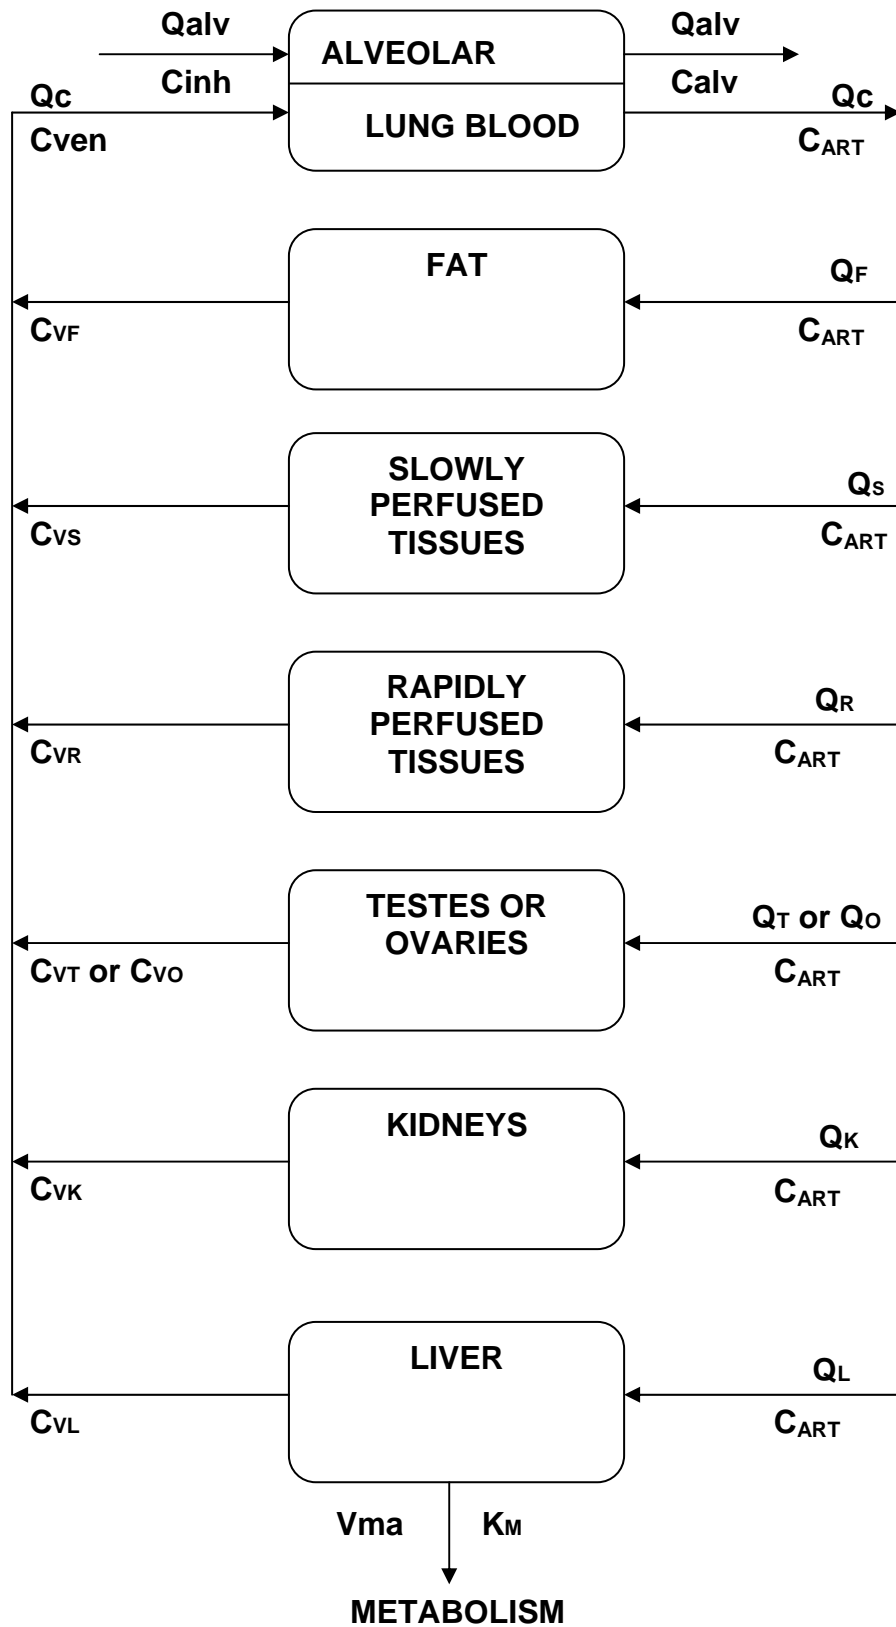 Qalv
Qalv
ALVEOLAR
Cinh
Calv
Qc
Qc
LUNG BLOOD
Cven
CART
FAT
QF
CVF
CART
SLOWLY
PERFUSED
TISSUES
QS
CVS
CART
RAPIDLY
PERFUSED
TISSUES
QR
CVR
CART
TESTES OR
OVARIES
QT or QO
CVT or CVO
CART
KIDNEYS
QK
CVK
CART
LIVER
QL
CVL
CART
Vma
KM
METABOLISM